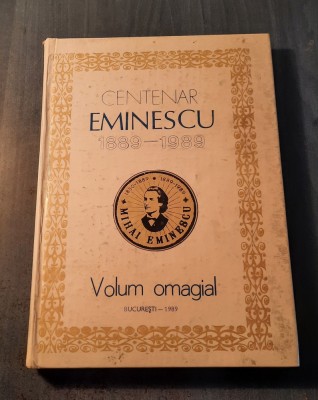 CENTENAR
EMINESCU
1889—1989
MIHAI EMINESCU
Volum omagial
BUCUREȘTI — 1989